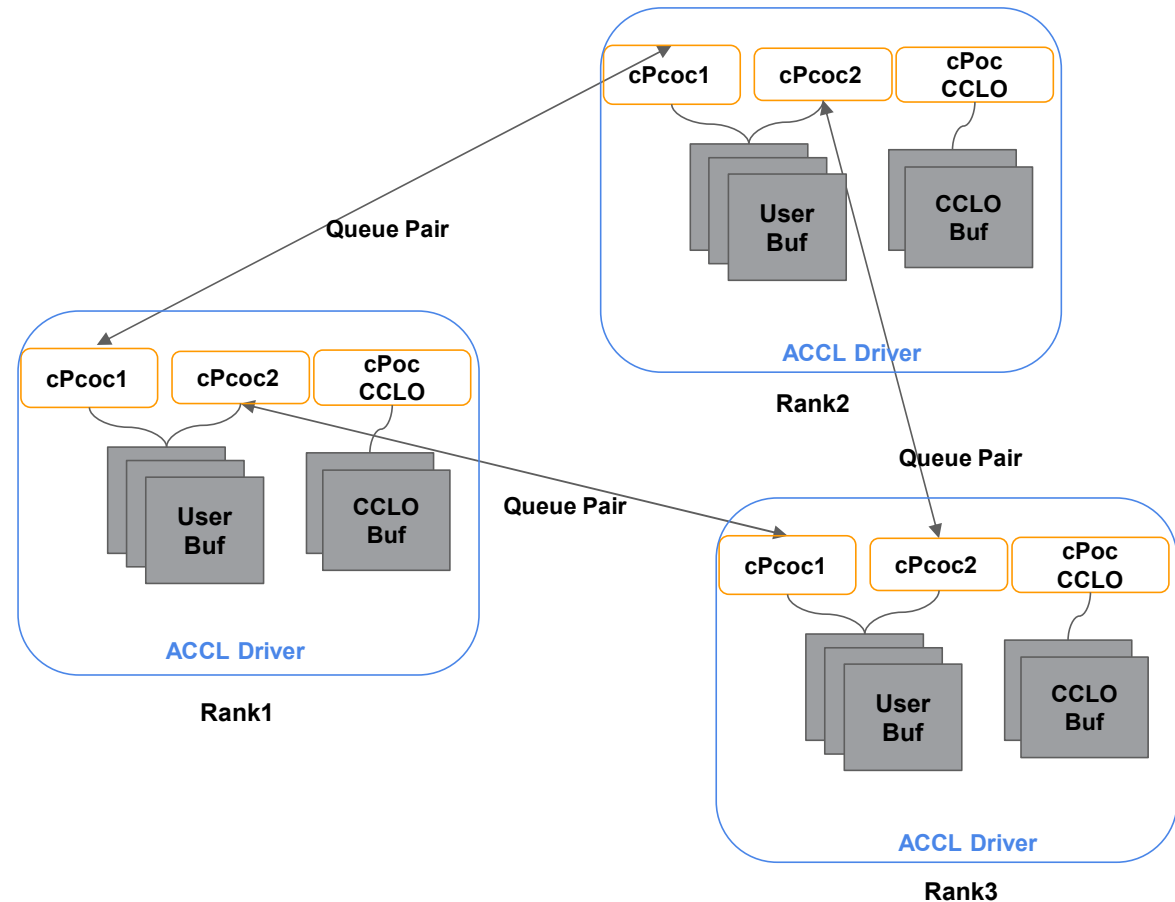 cPcoc1
cPcoc2
cPoc
CCLO
User
Buf
CCLO
Buf
ACCL Driver
Rank2
Queue Pair
cPcoc1
cPcoc2
cPoc
CCLO
User
Buf
CCLO
Buf
ACCL Driver
Rank1
Queue Pair
Queue Pair
cPcoc1
cPcoc2
cPoc
CCLO
User
Buf
CCLO
Buf
ACCL Driver
Rank3